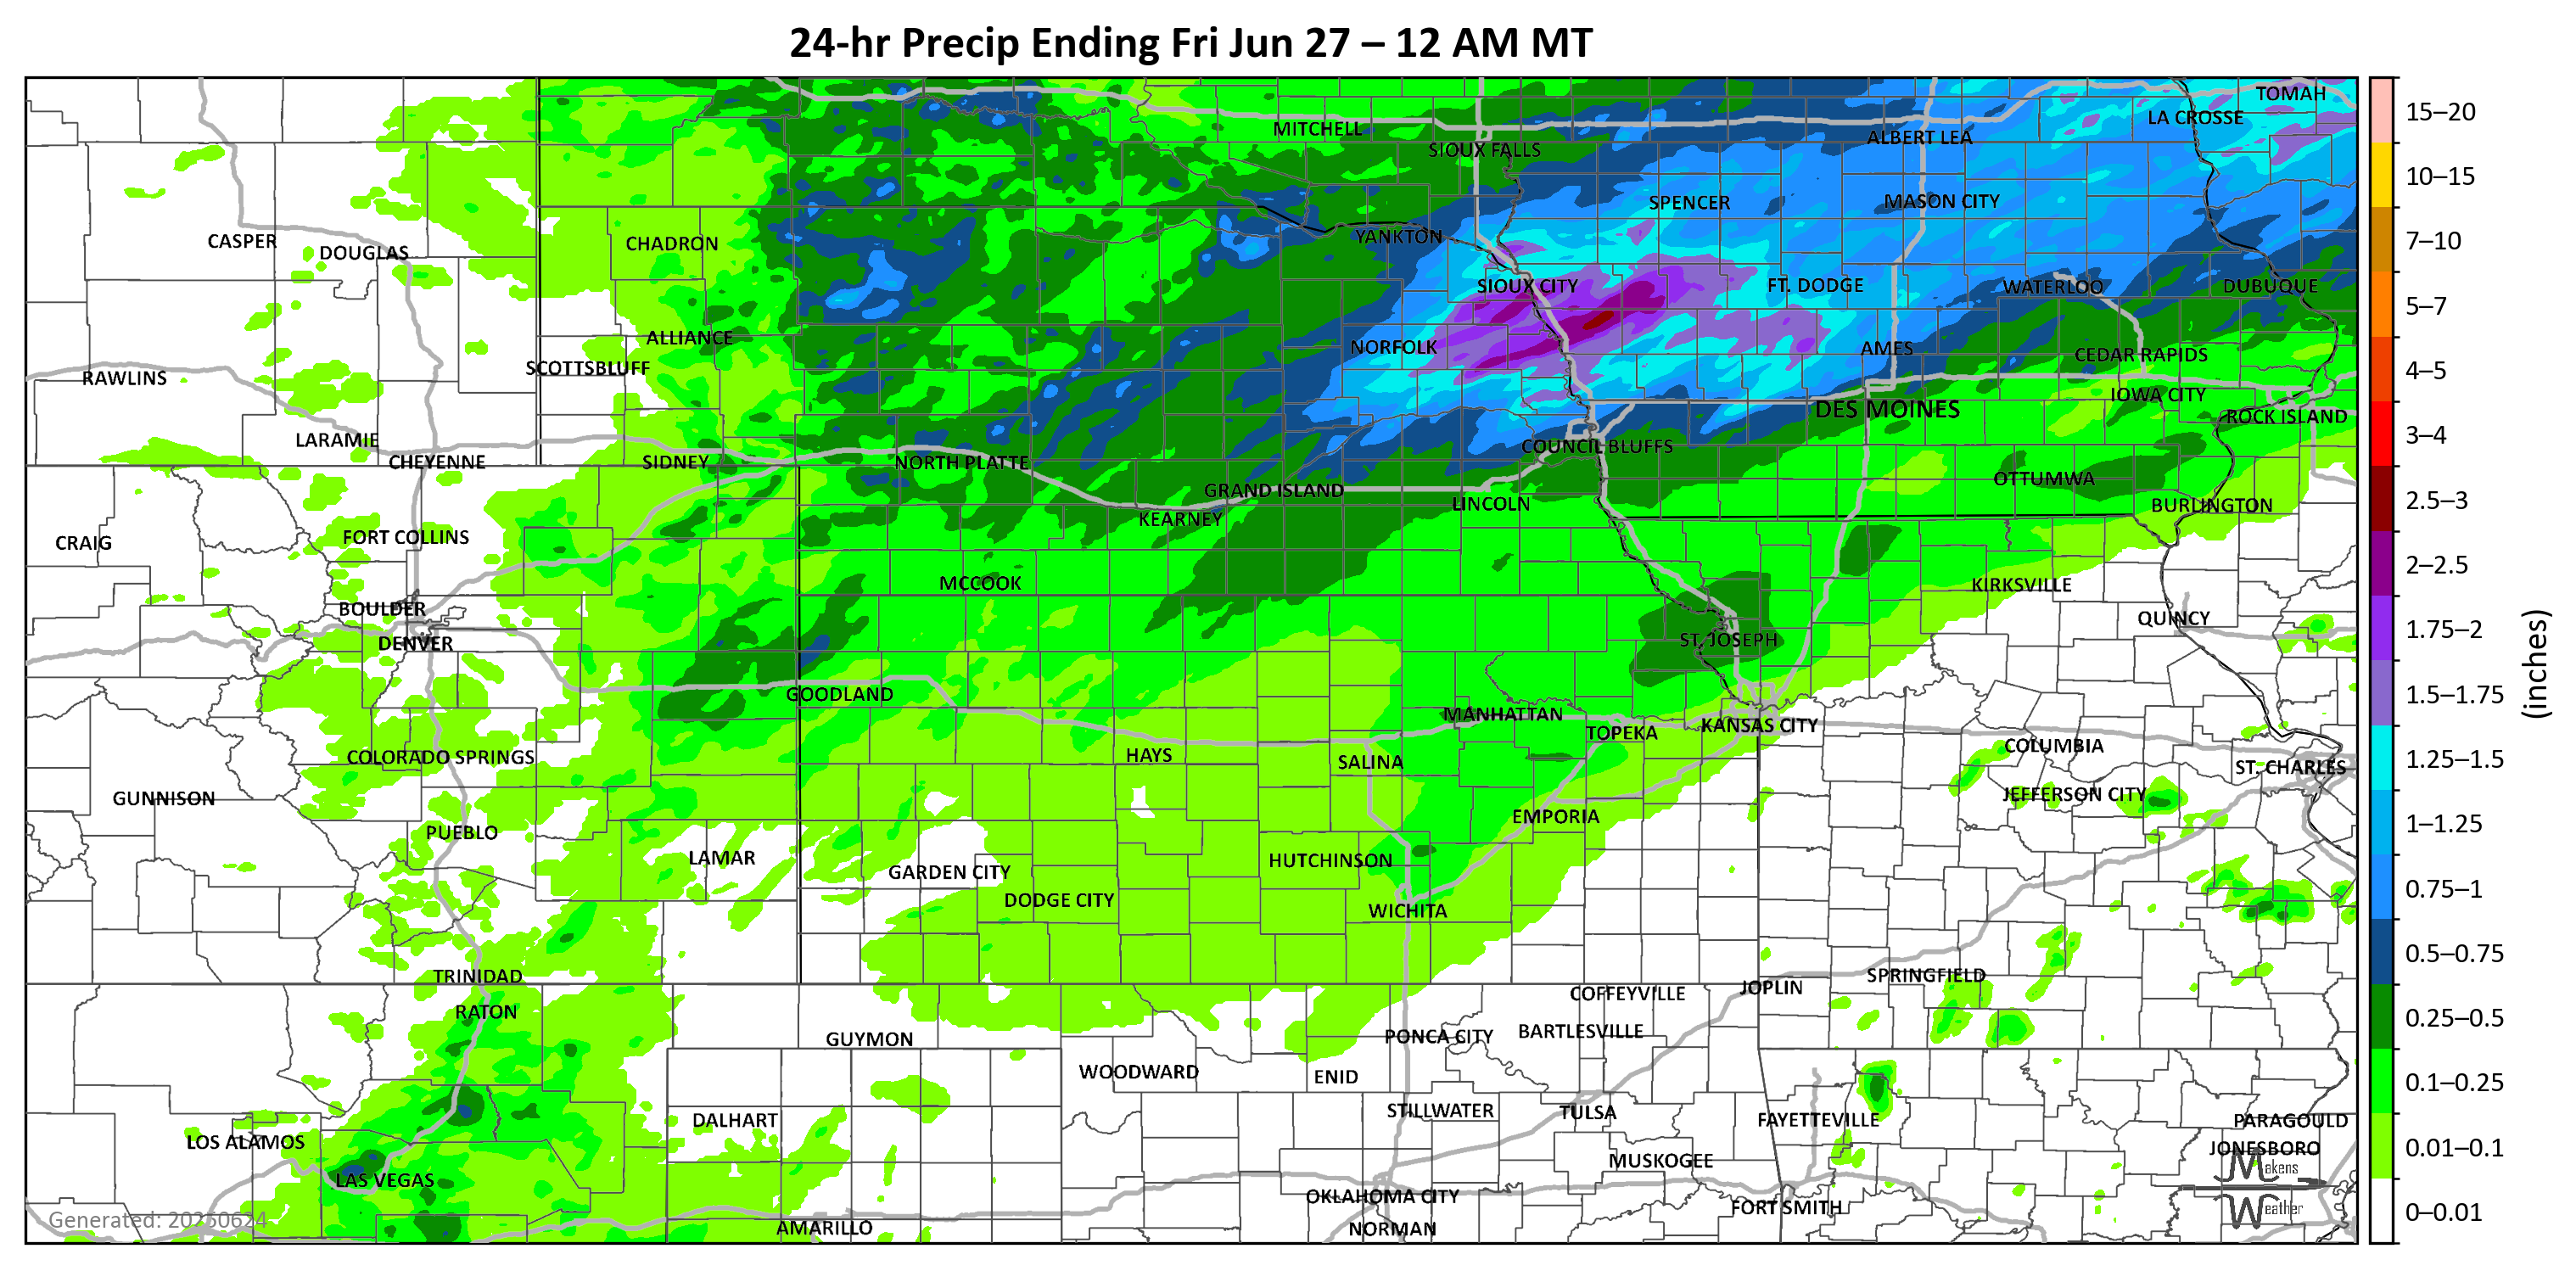 24-hr Precip Ending Fri Jun 27 – 12 AM MT
TOMAH
LA CROSSE
MITCHELL
ALBERT LEA
SIOUX FALLS
SPENCER
MASON CITY
YANKTON
CASPER
DOUGLAS
CHADRON
SIOUX CITY
FT. DODGE
WATERLOO
DUBUQUE
ALLIANCE
NORFOLK
AMES
CEDAR RAPIDS
SCOTTSBLUFF
RAWLINS
IOWA CITY
DES MOINES
ROCK ISLAND
LARAMIE
COUNCIL BLUFFS
CHEYENNE
SIDNEY
NORTH PLATTE
OTTUMWA
GRAND ISLAND
LINCOLN
BURLINGTON
KEARNEY
FORT COLLINS
CRAIG
MCCOOK
KIRKSVILLE
BOULDER
QUINCY
DENVER
ST. JOSEPH
GOODLAND
MANHATTAN
KANSAS CITY
TOPEKA
COLUMBIA
COLORADO SPRINGS
HAYS
SALINA
ST. CHARLES
GUNNISON
JEFFERSON CITY
EMPORIA
PUEBLO
LAMAR
HUTCHINSON
GARDEN CITY
DODGE CITY
WICHITA
TRINIDAD
SPRINGFIELD
JOPLIN
COFFEYVILLE
RATON
BARTLESVILLE
PONCA CITY
GUYMON
WOODWARD
ENID
STILLWATER
TULSA
DALHART
FAYETTEVILLE
PARAGOULD
LOS ALAMOS
JONESBORO
MUSKOGEE
Makens
LAS VEGAS
OKLAHOMA CITY
FORT SMITH
Weather
Generated: 20250624
AMARILLO
NORMAN
15–20
10–15
7–10
5–7
4–5
3–4
2.5–3
2–2.5
1.75–2
1.5–1.75
1.25–1.5
1–1.25
0.75–1
0.5–0.75
0.25–0.5
0.1–0.25
0.01–0.1
0–0.01
(inches)